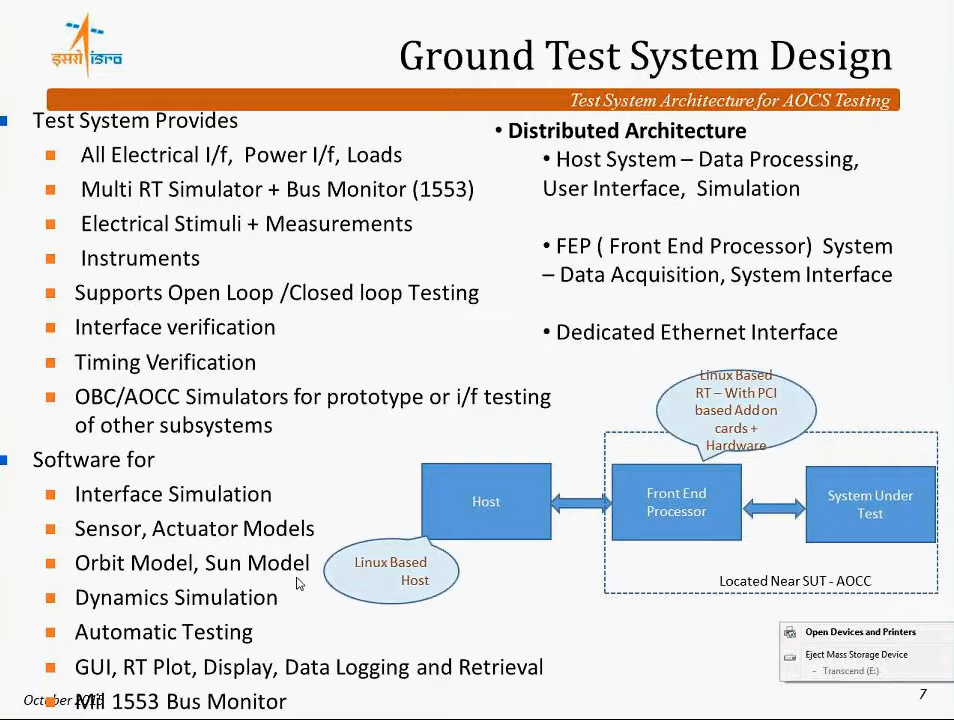 इसरो isro
Ground Test System Design
Test System Architecture for AOCS Testing
Test System Provides
All Electrical I/f, Power I/f, Loads
Multi RT Simulator + Bus Monitor (1553)
Electrical Stimuli + Measurements
Instruments
Supports Open Loop /Closed loop Testing
Interface verification
Timing Verification
OBC/AOCC Simulators for prototype or i/f testing
of other subsystems
Software for
Interface Simulation
Sensor, Actuator Models
Orbit Model, Sun Model
Dynamics Simulation
Automatic Testing
GUI, RT Plot, Display, Data Logging and Retrieval
Mil 1553 Bus Monitor
• Distributed Architecture
• Host System – Data Processing,
User Interface, Simulation
• FEP ( Front End Processor) System
– Data Acquisition, System Interface
• Dedicated Ethernet Interface
Linux Based
RT – With PCI
based Add on
cards +
Hardware
Host
Front End
Processor
System Under
Test
Linux Based
Host
Located Near SUT - AOCC
Open Devices and Printers
Eject Mass Storage Device
- Transcend (E:)
October
7